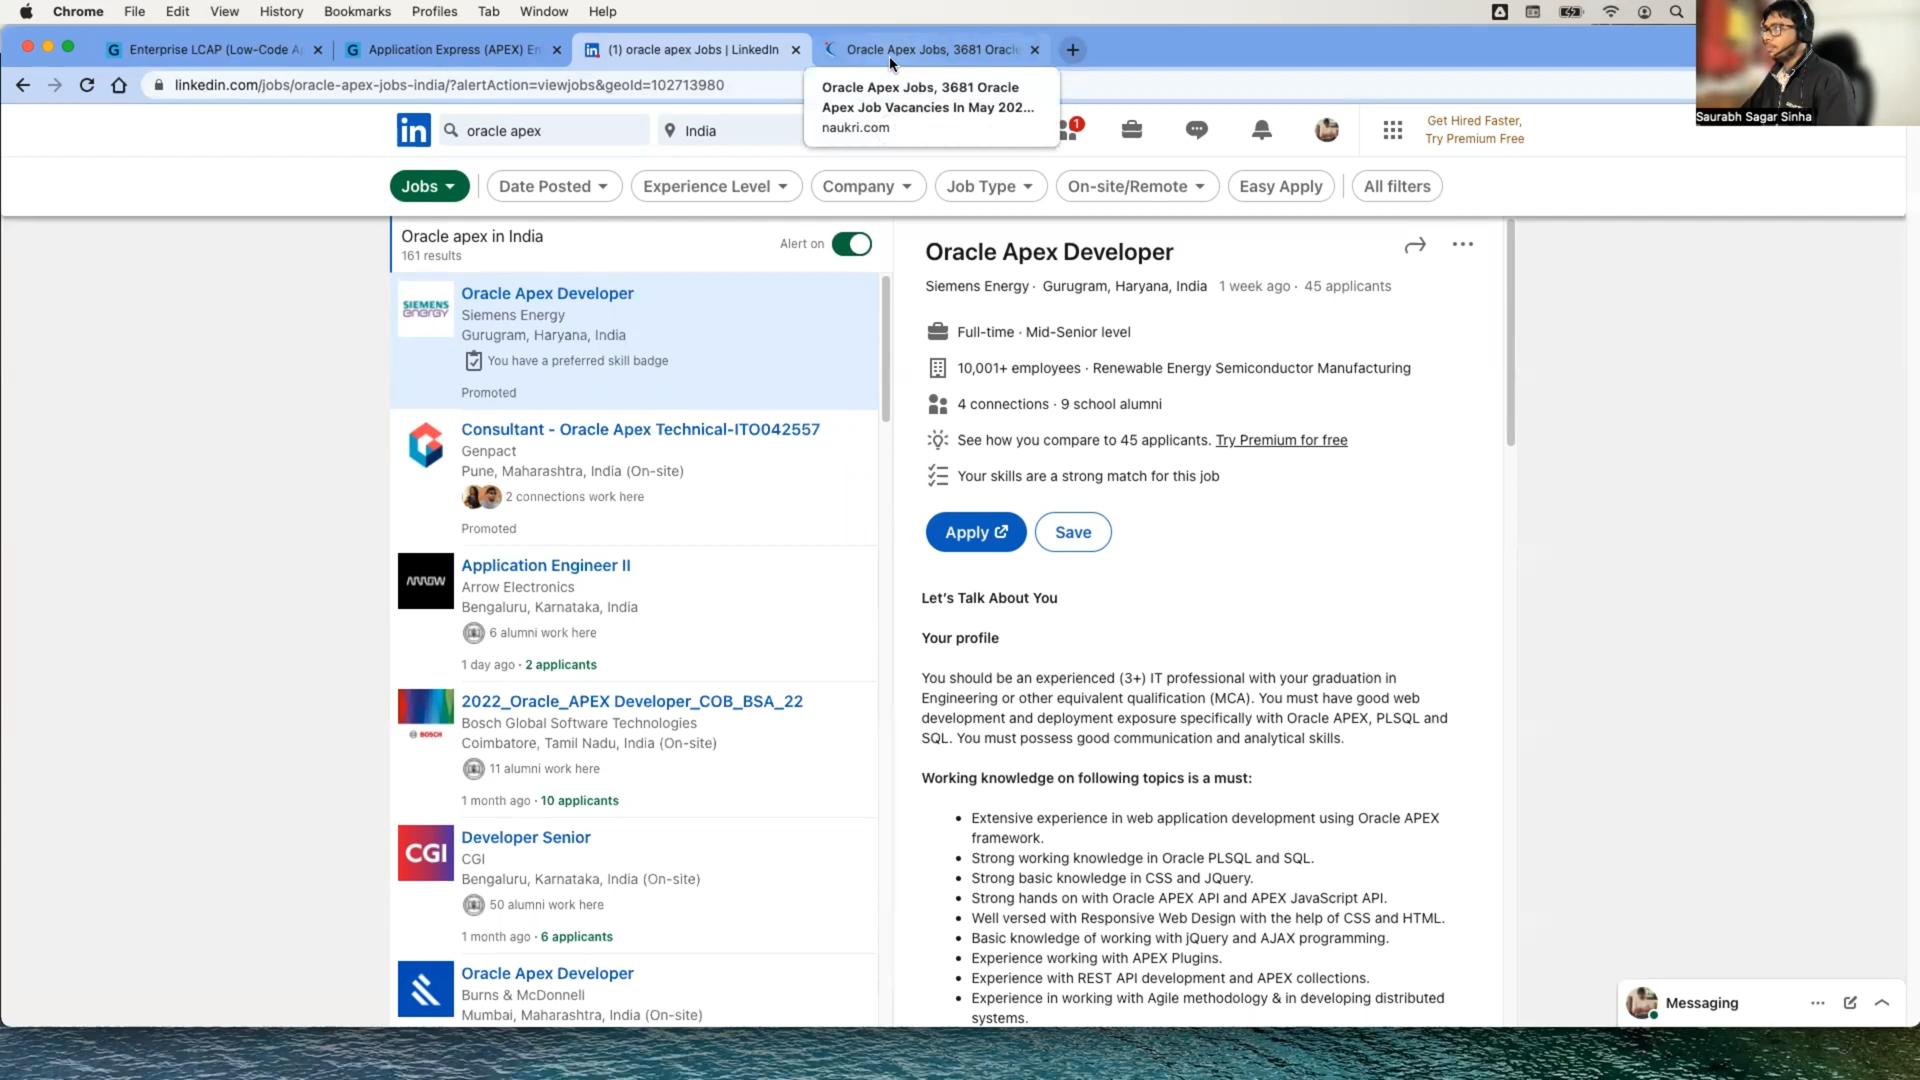 Chrome File Edit View History Bookmarks Profiles Tab Window Help
Enterprise LCAP (Low-Code A
Application Express (APEX) En
(1) oracle apex Jobs | LinkedIn
Oracle Apex Jobs, 3681 Oracle
linkedin.com/jobs/oracle-apex-jobs-india/?alertAction=viewjobs&geoId=102713980
Oracle Apex Jobs, 3681 Oracle
Apex Job Vacancies In May 202...
naukri.com
Saurabh Sagar Sinha
in
oracle apex
India
1
Get Hired Faster,
Try Premium Free
Jobs
Date Posted
Experience Level
Company
Job Type
On-site/Remote
Easy Apply
All filters
Oracle apex in India
161 results
Alert on
SIEMENS
energy
Oracle Apex Developer
Siemens Energy
Gurugram, Haryana, India
You have a preferred skill badge
Promoted
Consultant - Oracle Apex Technical-ITO042557
Genpact
Pune, Maharashtra, India (On-site)
2 connections work here
Promoted
ARROW
Application Engineer II
Arrow Electronics
Bengaluru, Karnataka, India
6 alumni work here
1 day ago · 2 applicants
BOSCH
2022_Oracle_APEX Developer_COB_BSA_22
Bosch Global Software Technologies
Coimbatore, Tamil Nadu, India (On-site)
11 alumni work here
1 month ago · 10 applicants
CGI
Developer Senior
CGI
Bengaluru, Karnataka, India (On-site)
50 alumni work here
1 month ago · 6 applicants
Oracle Apex Developer
Burns & McDonnell
Mumbai, Maharashtra, India (On-site)
Oracle Apex Developer
Siemens Energy · Gurugram, Haryana, India 1 week ago · 45 applicants
Full-time · Mid-Senior level
10,001+ employees · Renewable Energy Semiconductor Manufacturing
4 connections · 9 school alumni
See how you compare to 45 applicants. Try Premium for free
Your skills are a strong match for this job
Apply
Save
Let's Talk About You
Your profile
You should be an experienced (3+) IT professional with your graduation in
Engineering or other equivalent qualification (MCA). You must have good web
development and deployment exposure specifically with Oracle APEX, PLSQL and
SQL. You must possess good communication and analytical skills.
Working knowledge on following topics is a must:
• Extensive experience in web application development using Oracle APEX
framework.
• Strong working knowledge in Oracle PLSQL and SQL.
• Strong basic knowledge in CSS and JQuery.
• Strong hands on with Oracle APEX API and APEX JavaScript API.
• Well versed with Responsive Web Design with the help of CSS and HTML.
• Basic knowledge of working with jQuery and AJAX programming.
• Experience working with APEX Plugins.
• Experience with REST API development and APEX collections.
• Experience in working with Agile methodology & in developing distributed
systems.
Messaging